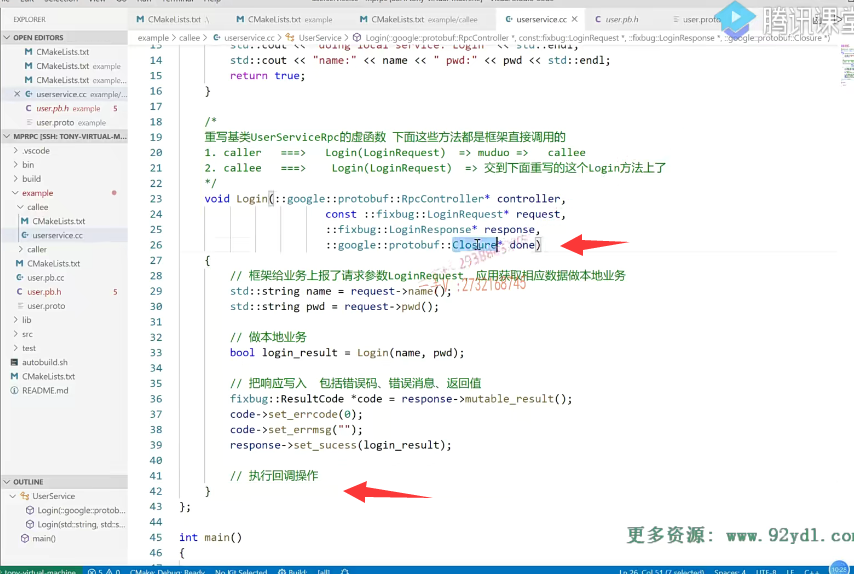 EXPLORER
OPEN EDITORS
CMakeLists.txt
CMakeLists.txt example
CMakeLists.txt example...
userservice.cc example/...
user.pb.h example 5
user.proto example
MPRPC [SSH: TONY-VIRTUAL-M...
.vscode
bin
build
example
callee
CMakeLists.txt
userservice.cc
caller
CMakeLists.txt
user.pb.cc
user.pb.h 5
user.proto
lib
src
test
autobuild.sh
CMakeLists.txt
README.md
OUTLINE
UserService
Login(::google::protob...
Login(std::string, std::s...
main()
CMakeLists.txt .\
CMakeLists.txt example
CMakeLists.txt example/callee
userservice.cc
user.pb.h
腾讯课堂
example > callee > userservice.cc > UserService > Login(::google::protobuf::RpcController *, const ::fixbug::LoginRequest *, ::fixbug::LoginResponse *, ::google::protobuf::Closure *)
13 std::cout << "doing local service: Login" << std::endl;
14 std::cout << "name:" << name << " pwd:" << pwd << std::endl;
15 return true;
16 }
17
18 /*
19 重写基类UserServiceRpc的虚函数 下面这些方法都是框架直接调用的
20 1. caller ===> Login(LoginRequest) => muduo => callee
21 2. callee ===> Login(LoginRequest) => 交到下面重写的这个Login方法上了
22 */
23 void Login(::google::protobuf::RpcController* controller,
24 const ::fixbug::LoginRequest* request,
25 ::fixbug::LoginResponse* response,
26 ::google::protobuf::Closure* done)
27 {
28 // 框架给业务上报了请求参数LoginRequest，应用获取相应数据做本地业务
29 std::string name = request->name();
30 std::string pwd = request->pwd();
31
32 // 做本地业务
33 bool login_result = Login(name, pwd);
34
35 // 把响应写入 包括错误码、错误消息、返回值
36 fixbug::ResultCode *code = response->mutable_result();
37 code->set_errcode(0);
38 code->set_errmsg("");
39 response->set_sucess(login_result);
40
41 // 执行回调操作
42 }
43 };
44
45 int main()
46 {
:2732168745
更多资源: www.92ydl.com
tony-virtual-machine
5 0
CMake: Debug: Ready
No Kit Selected
Build: [all]
Ln 26, Col 51 (7 selected)
Spaces: 4
UTF-8
LF
C++
10:28